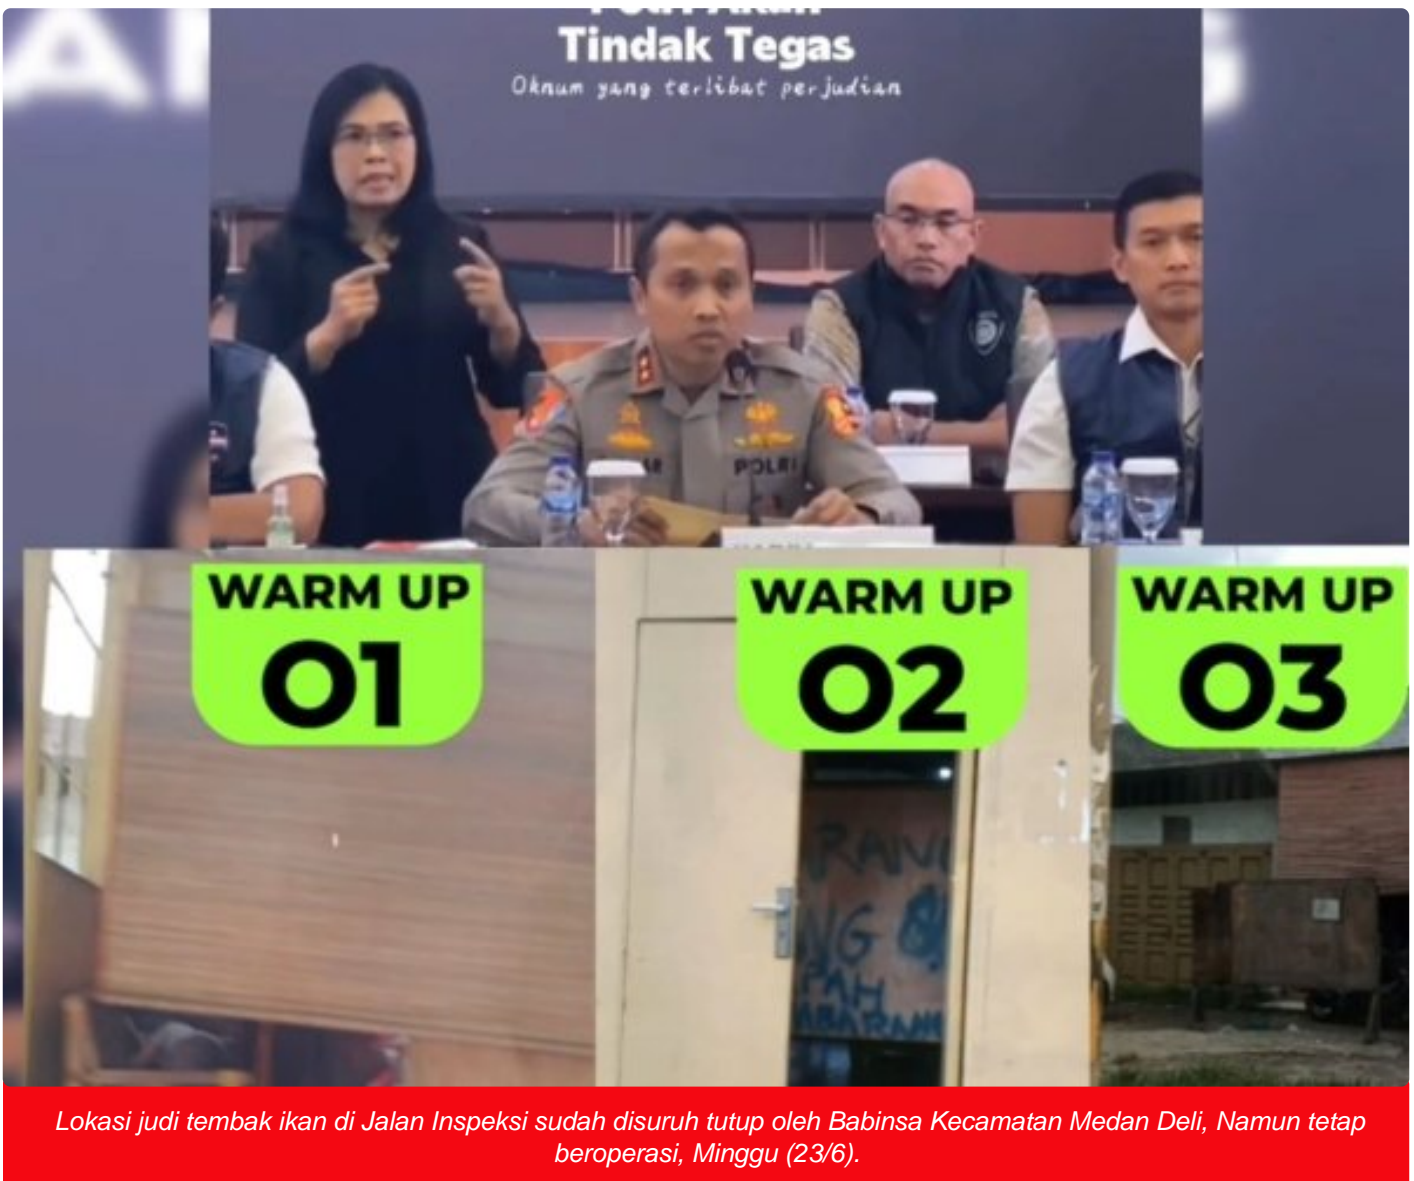 Tindak Tegas
Oknum yang terlibat perjudian
POLRI
WARM UP
01
WARM UP
02
WARM UP
03
Lokasi judi tembak ikan di Jalan Inspeksi sudah disuruh tutup oleh Babinsa Kecamatan Medan Deli, Namun tetap
beroperasi, Minggu (23/6).